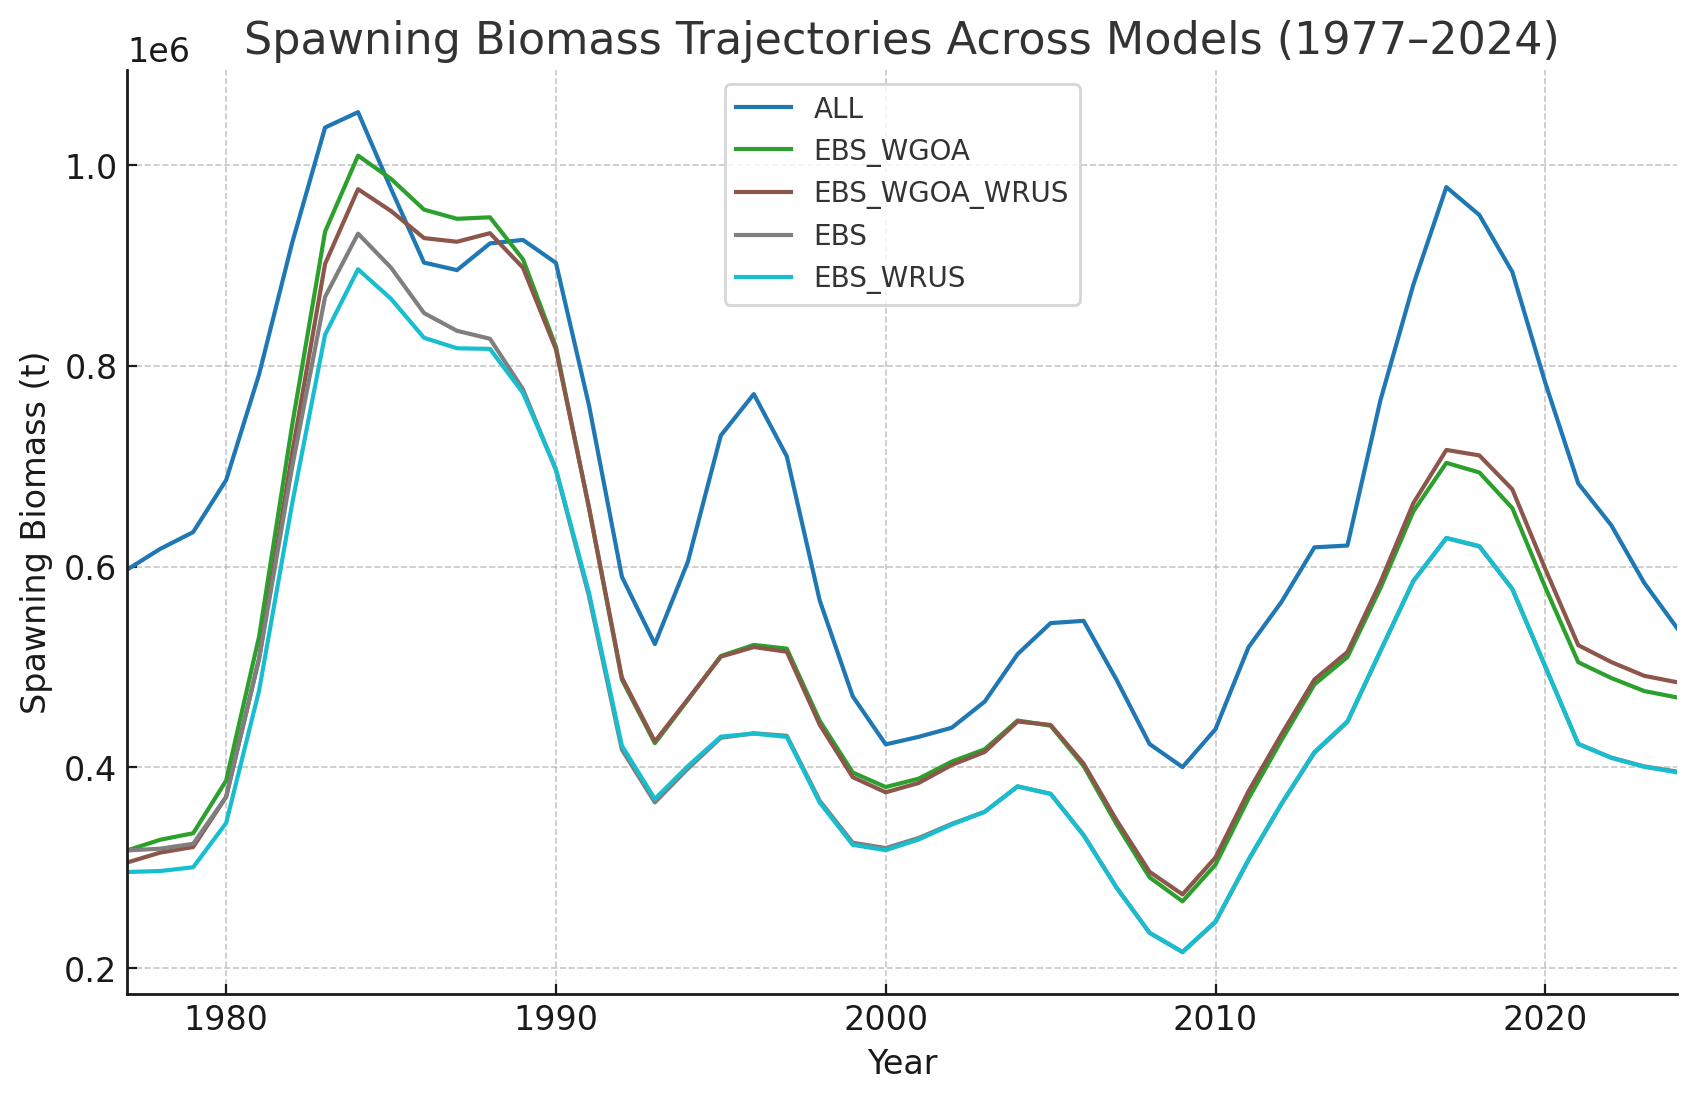 Spawning Biomass Trajectories Across Models (1977–2024)
1e6
ALL
EBS_WGOA
EBS_WGOA_WRUS
EBS
EBS_WRUS
1.0
0.8
0.6
0.4
0.2
Spawning Biomass (t)
1980 1990 2000 2010 2020
Year